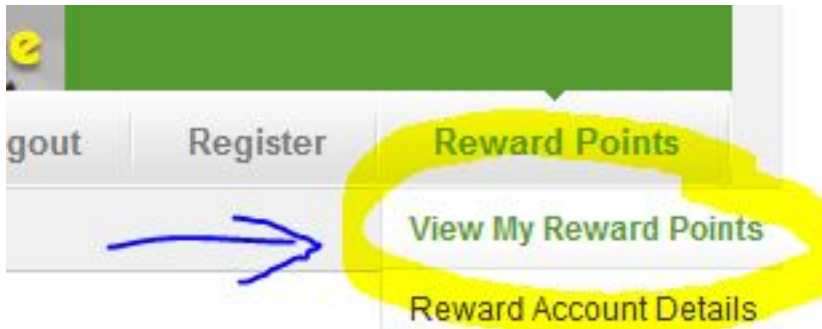 e
gout Register Reward Points
View My Reward Points
Reward Account Details